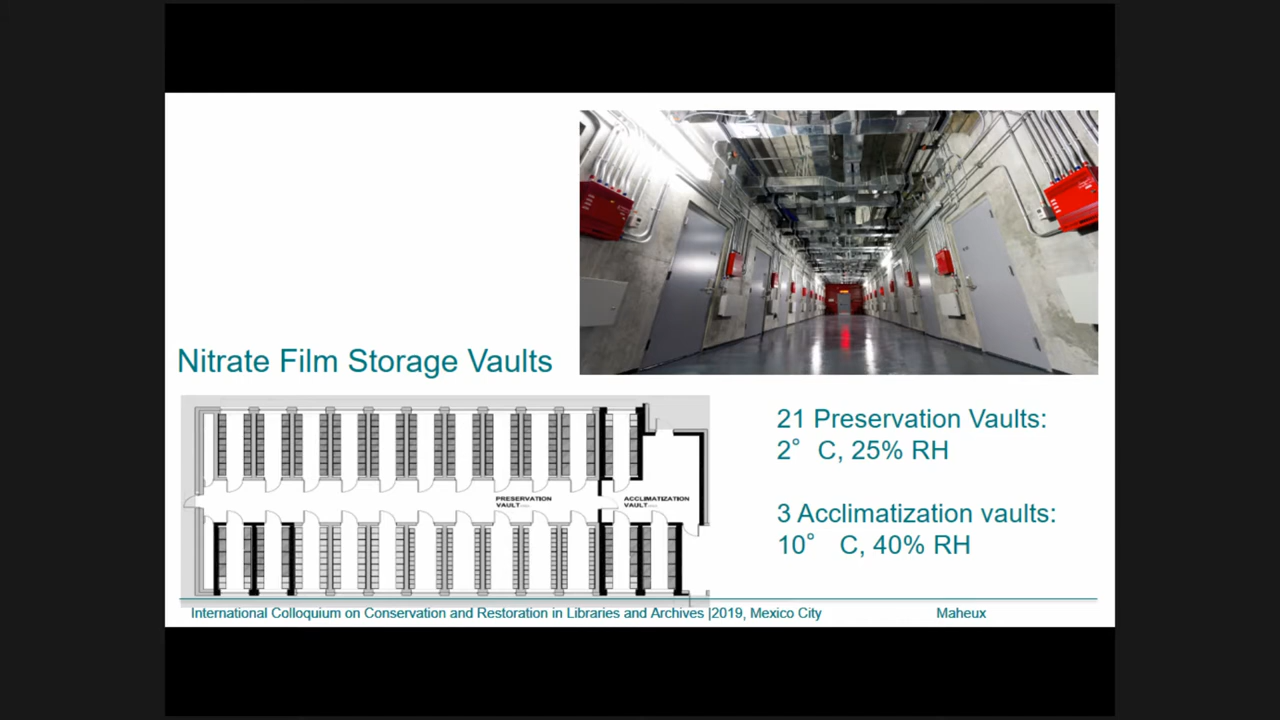 Nitrate Film Storage Vaults
PRESERVATION
VAULT
ACCLIMATIZATION
VAULT
21 Preservation Vaults:
2° C, 25% RH
3 Acclimatization vaults:
10° C, 40% RH
International Colloquium on Conservation and Restoration in Libraries and Archives |2019, Mexico City
Maheux